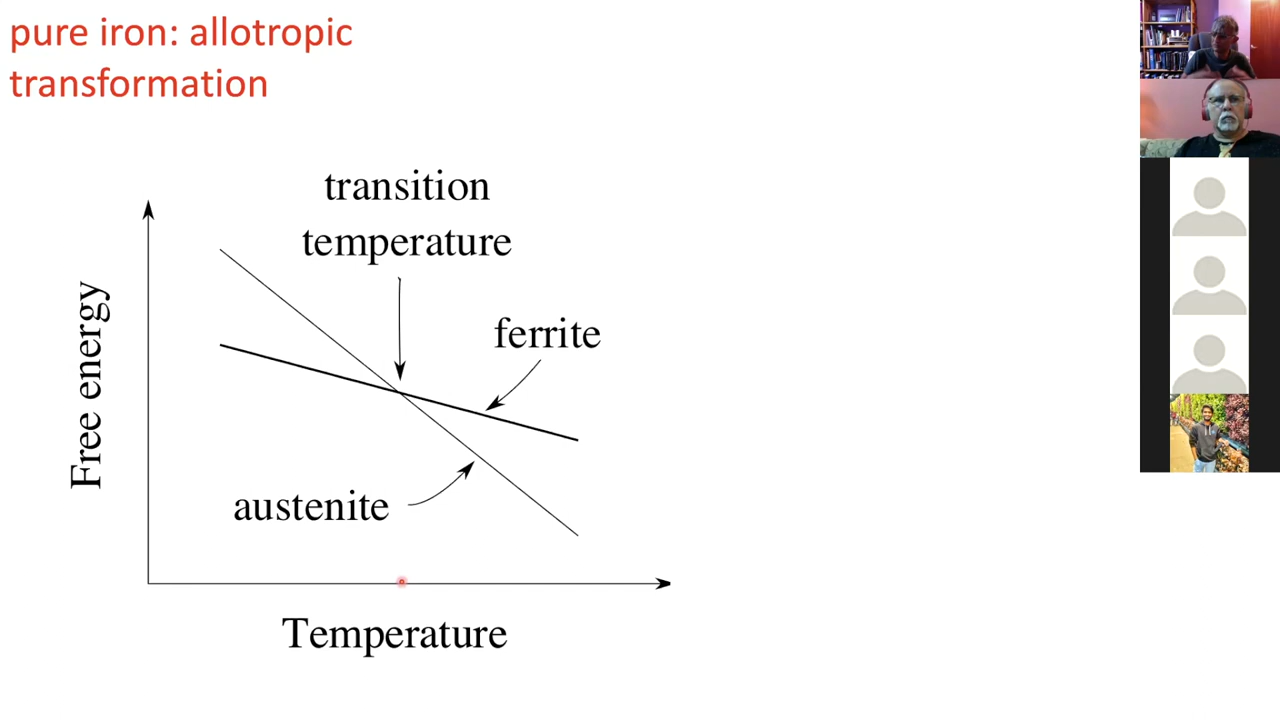 pure iron: allotropic
transformation
transition
temperature
ferrite
Free energy
austenite
Temperature